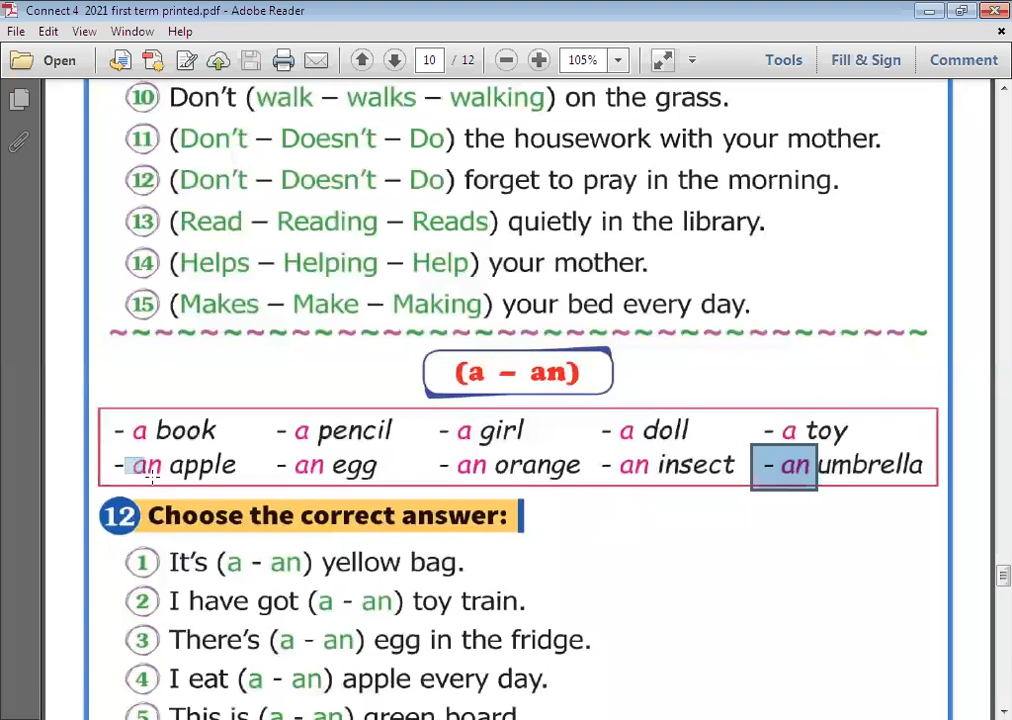 Connect 4 2021 first term printed.pdf - Adobe Reader
File Edit View Window Help
Open 10 / 12 105% Tools Fill & Sign Comment
10 Don't (walk – walks – walking) on the grass.
11 (Don't – Doesn't – Do) the housework with your mother.
12 (Don't – Doesn't – Do) forget to pray in the morning.
13 (Read – Reading – Reads) quietly in the library.
14 (Helps – Helping – Help) your mother.
15 (Makes – Make – Making) your bed every day.
(a – an)
- a book - a pencil - a girl - a doll - a toy
- an apple - an egg - an orange - an insect - an umbrella
12 Choose the correct answer:
1 It's (a - an) yellow bag.
2 I have got (a - an) toy train.
3 There's (a - an) egg in the fridge.
4 I eat (a - an) apple every day.
5 This is (a - an) green board